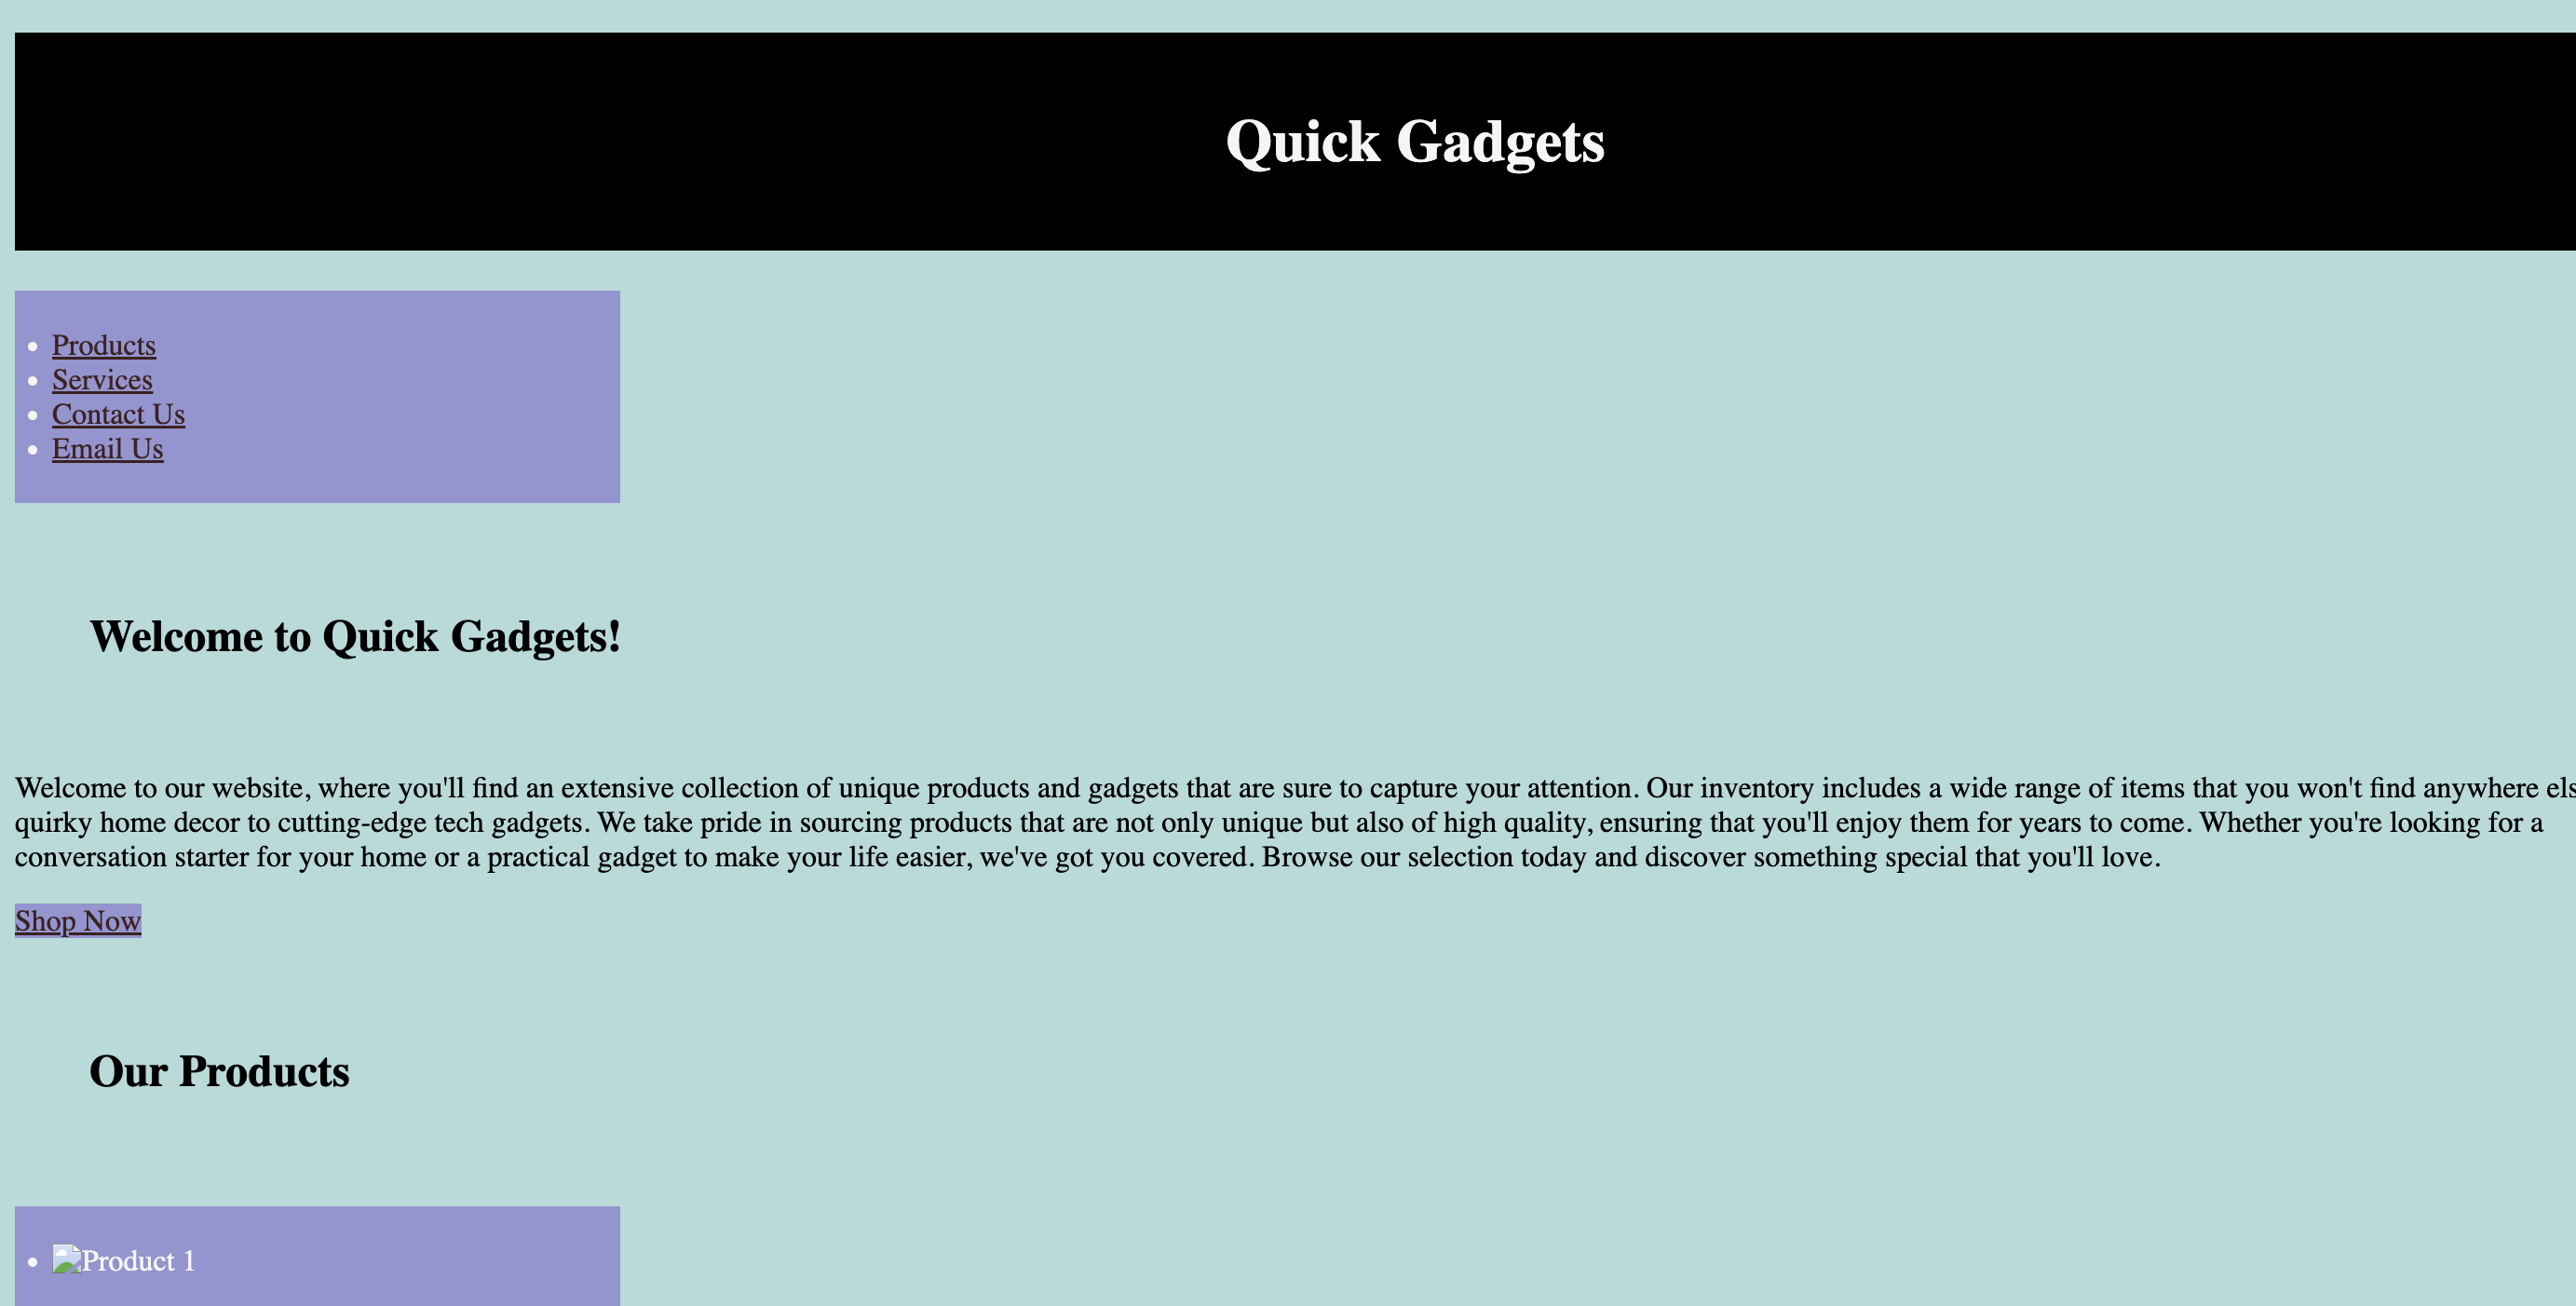 Quick Gadgets
Products
Services
Contact Us
Email Us
Welcome to Quick Gadgets!
Welcome to our website, where you'll find an extensive collection of unique products and gadgets that are sure to capture your attention. Our inventory includes a wide range of items that you won't find anywhere els
quirky home decor to cutting-edge tech gadgets. We take pride in sourcing products that are not only unique but also of high quality, ensuring that you'll enjoy them for years to come. Whether you're looking for a
conversation starter for your home or a practical gadget to make your life easier, we've got you covered. Browse our selection today and discover something special that you'll love.
Shop Now
Our Products
Product 1